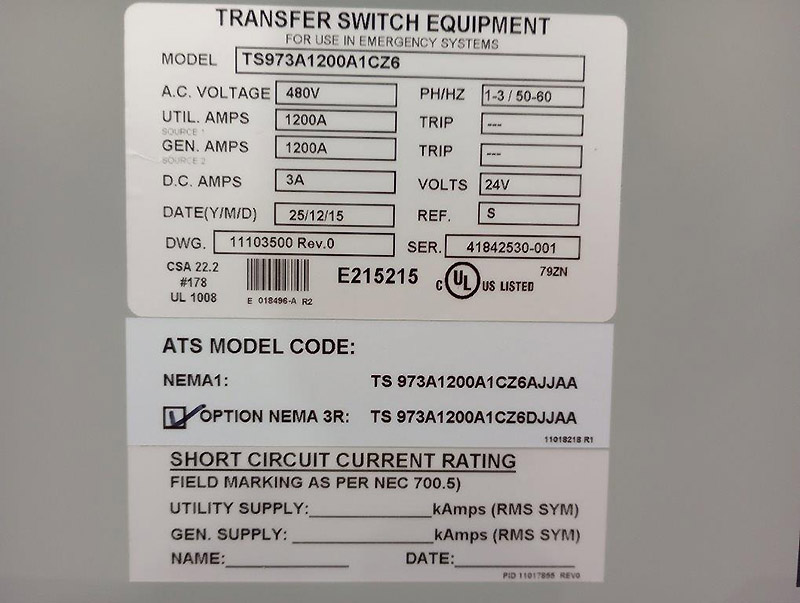 TRANSFER SWITCH EQUIPMENT
FOR USE IN EMERGENCY SYSTEMS
MODEL TS973A1200A1CZ6
A.C. VOLTAGE 480V PH/HZ 1-3 / 50-60
UTIL. AMPS 1200A TRIP ---
SOURCE 1
GEN. AMPS 1200A TRIP ---
SOURCE 2
D.C. AMPS 3A VOLTS 24V
DATE(Y/M/D) 25/12/15 REF. S
DWG. 11103500 Rev.0 SER. 41842530-001
CSA 22.2
#178
UL 1008
E 018496-A R2
E215215
C UL US LISTED
79ZN
ATS MODEL CODE:
NEMA1: TS 973A1200A1CZ6AJJAA
OPTION NEMA 3R: TS 973A1200A1CZ6DJJAA
11018218 R1
SHORT CIRCUIT CURRENT RATING
FIELD MARKING AS PER NEC 700.5)
UTILITY SUPPLY:____________kAmps (RMS SYM)
GEN. SUPPLY:____________kAmps (RMS SYM)
NAME:____________ DATE:____________
PID 11017855 REV0